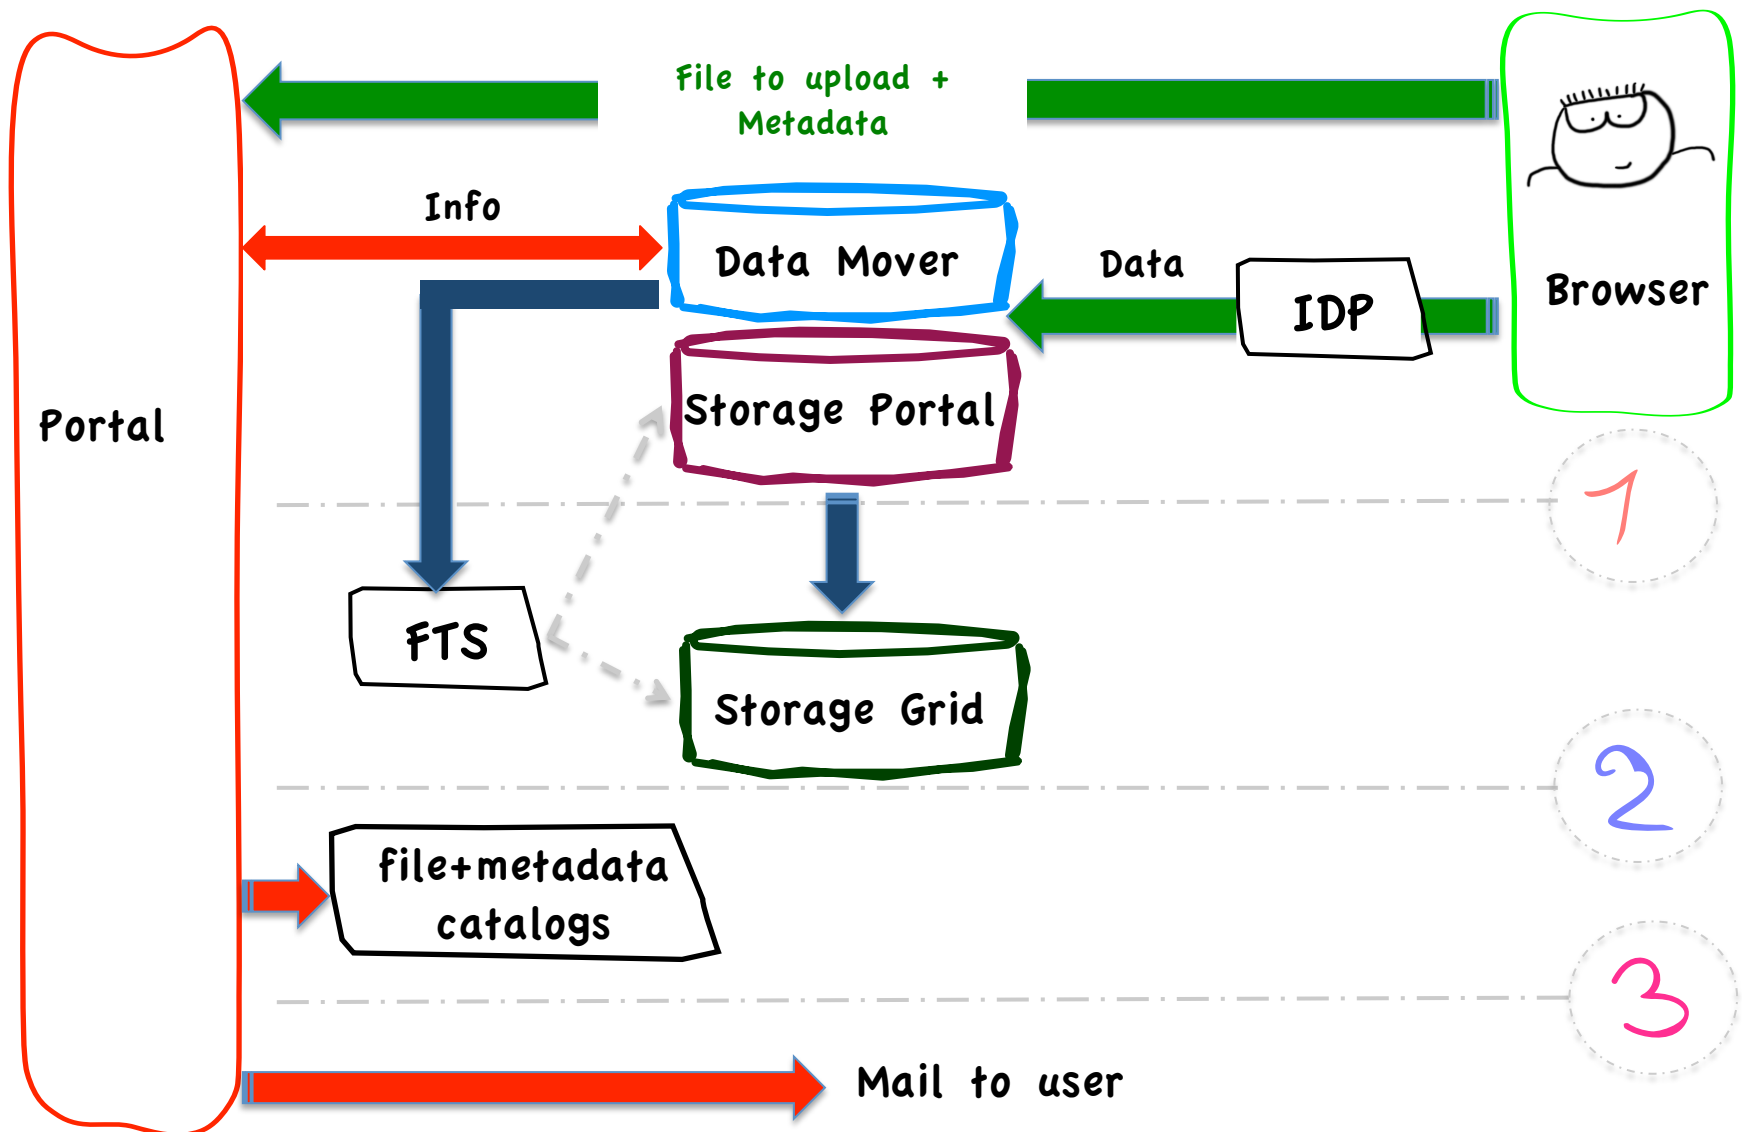 File to upload +
Metadata
Info
Data Mover
Data
IDP
Browser
Storage Portal
Portal
1
FTS
Storage Grid
2
file+metadata
catalogs
3
Mail to user